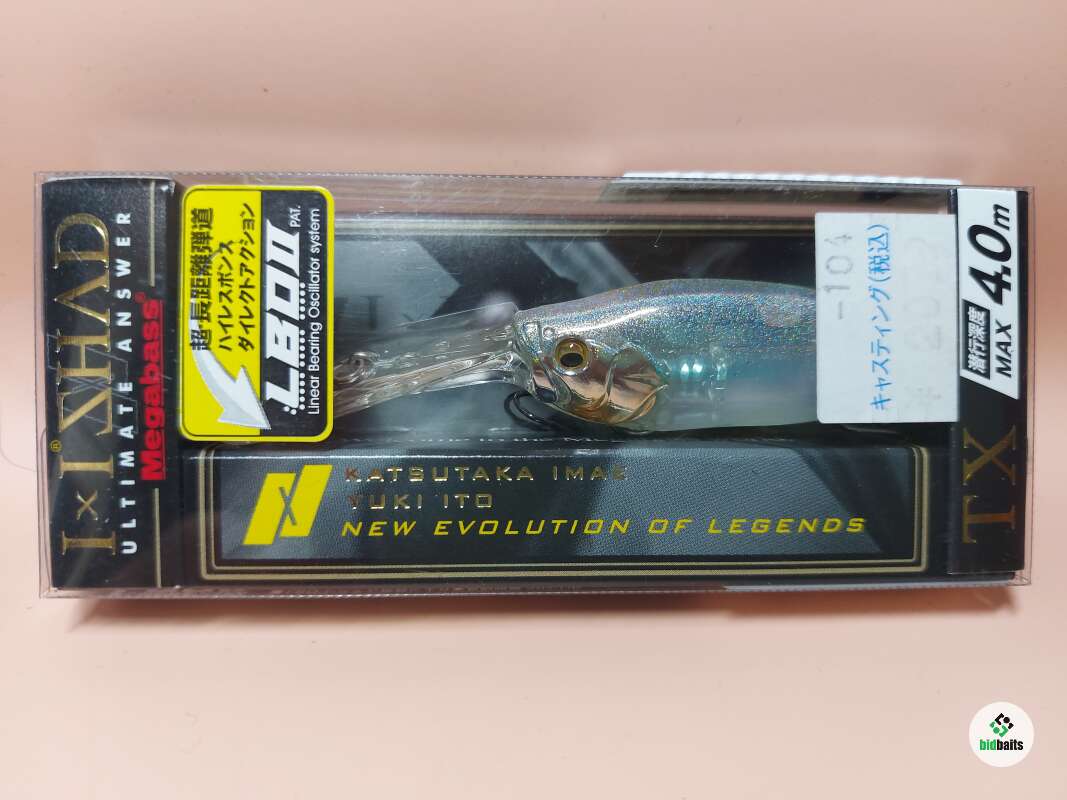 I×I SHAD
ULTIMATE ANSWER
Megabass®
超・長距離弾道
ハイレスポンス
ダイレクトアクション
LBOII PAT.
Linear Bearing Oscillator system
-104
キャスティング(税込)
潜行深度
MAX 4.0m
TX
KATSUTAKA IMAE
YUKI ITO
NEW EVOLUTION OF LEGENDS
bidbaits